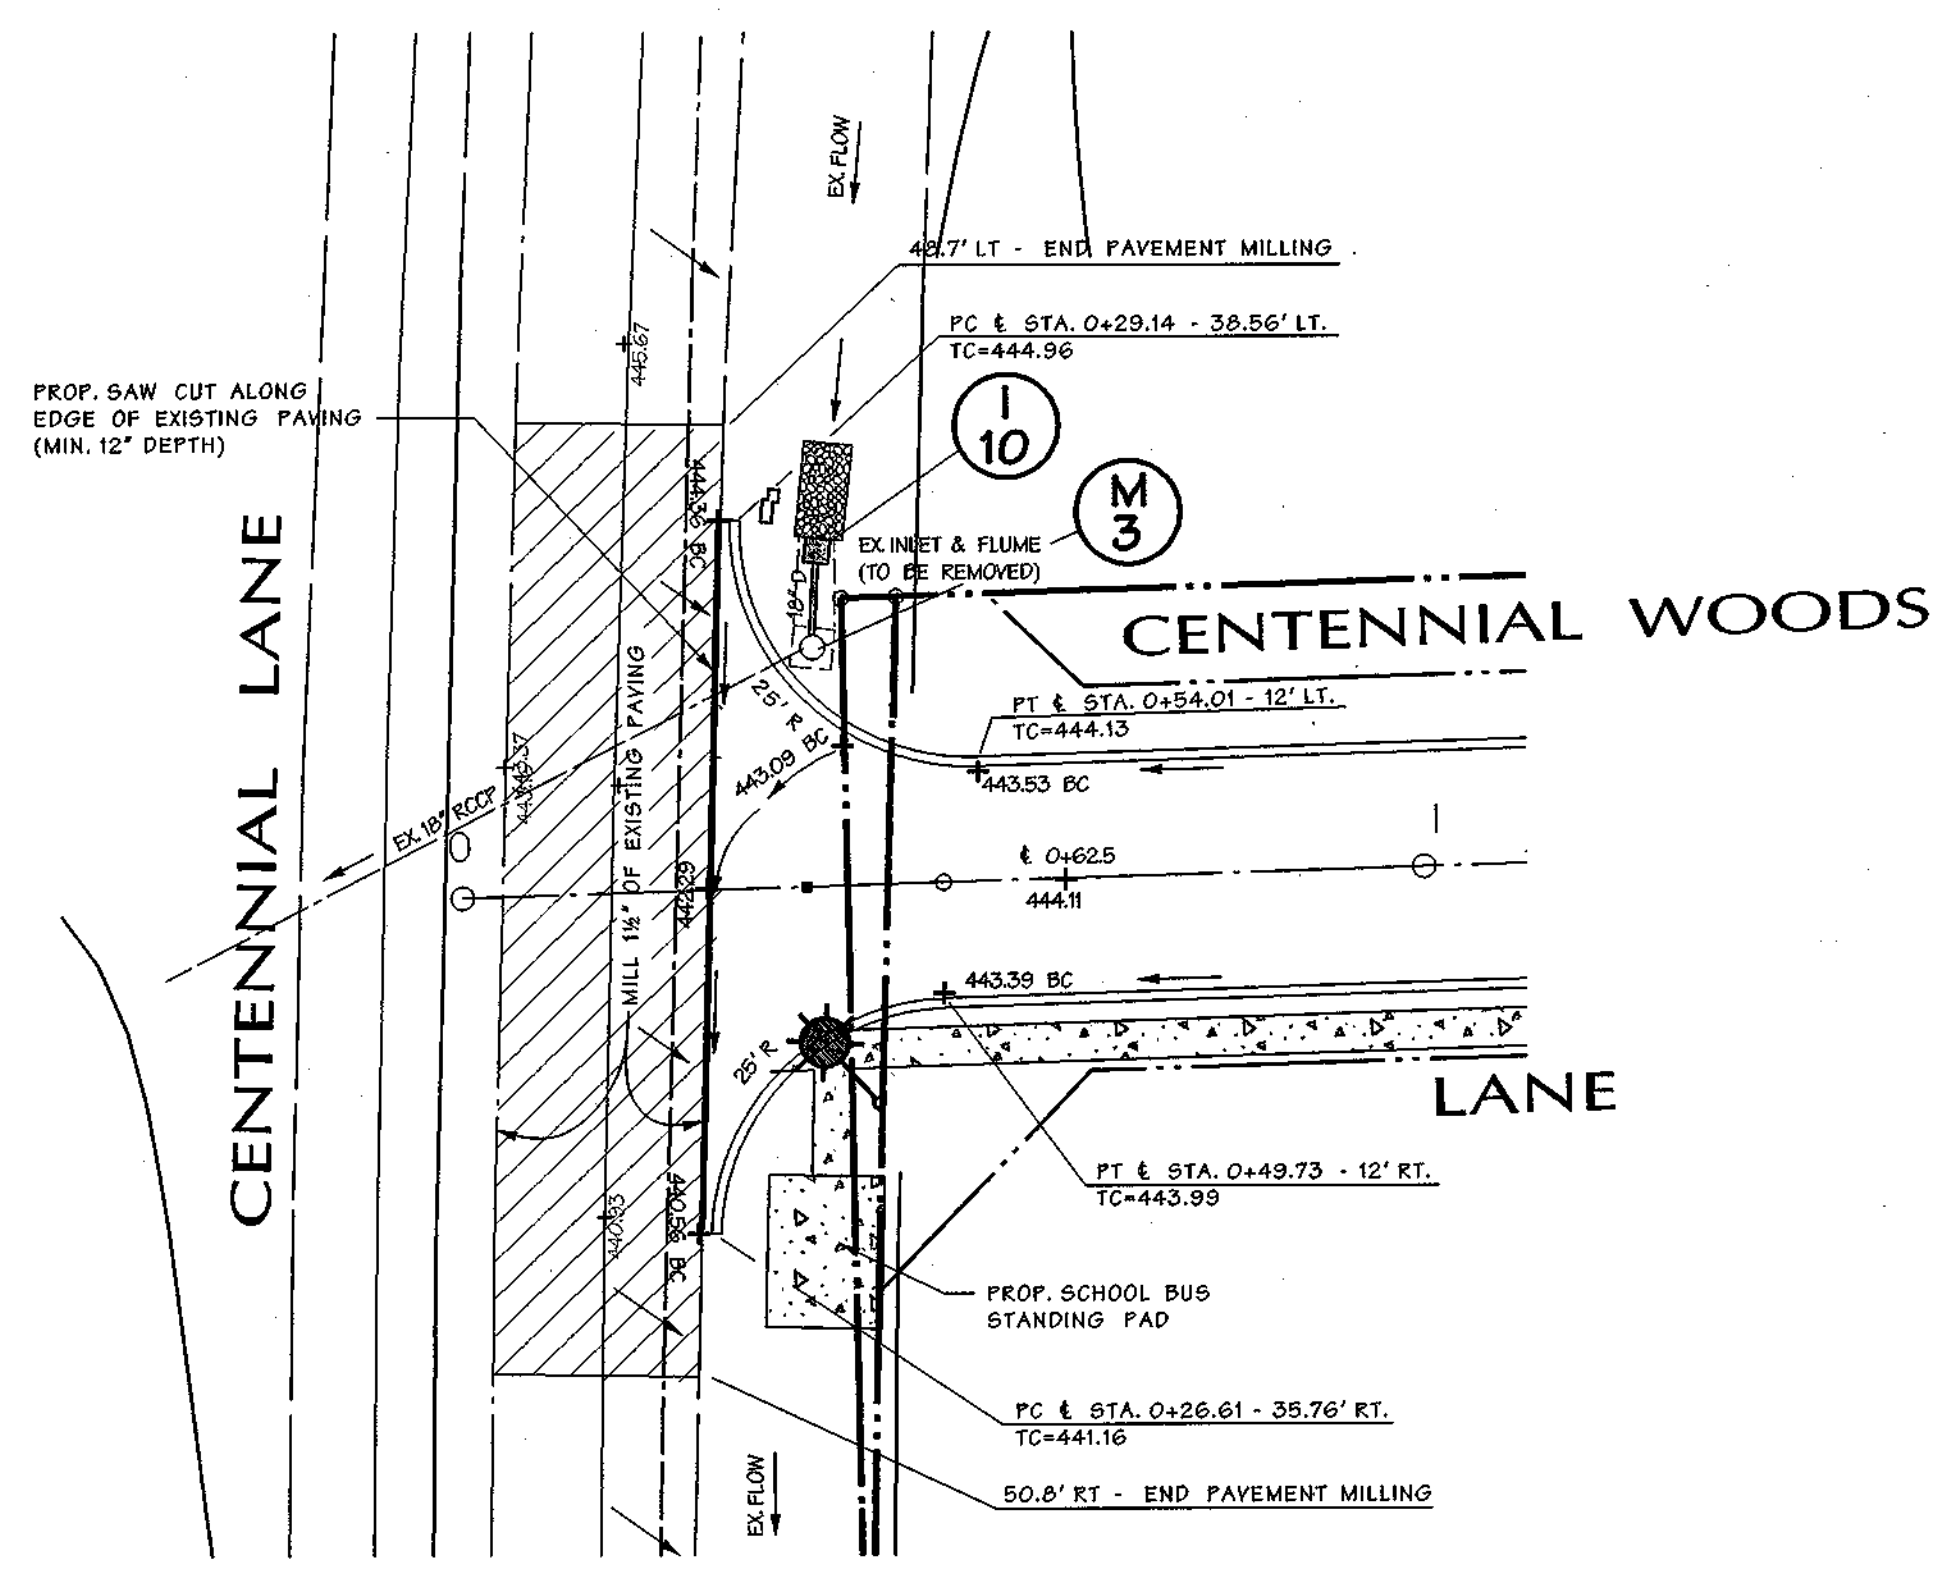 EX. FLOW
48.7' LT - END PAVEMENT MILLING
PC ℄ STA. 0+29.14 - 38.56' LT.
TC=444.96
445.67
PROP. SAW CUT ALONG
EDGE OF EXISTING PAVING
(MIN. 12" DEPTH)
I
10
M
3
444.36 BC
EX. INLET & FLUME
(TO BE REMOVED)
18" D
CENTENNIAL WOODS
LANE
CENTENNIAL LANE
25' R
PT ℄ STA. 0+54.01 - 12' LT.
TC=444.13
443.09 BC
443.53 BC
EX. 18" RCCP
MILL 1½" OF EXISTING PAVING
442.29
℄ 0+62.5
444.11
1
443.39 BC
25' R
PT ℄ STA. 0+49.73 - 12' RT.
TC=443.99
440.93
440.56 BC
PROP. SCHOOL BUS
STANDING PAD
PC ℄ STA. 0+26.61 - 35.76' RT.
TC=441.16
50.8' RT - END PAVEMENT MILLING
EX. FLOW